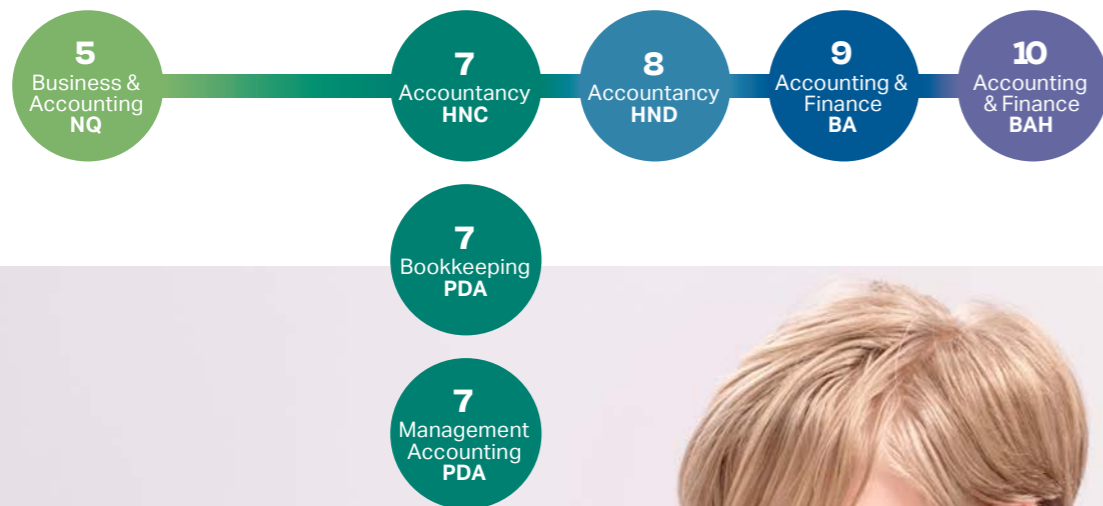 5
Business &
Accounting
NQ
7
Accountancy
HNC
8
Accountancy
HND
9
Accounting &
Finance
BA
10
Accounting
& Finance
BAH
7
Bookkeeping
PDA
7
Management
Accounting
PDA